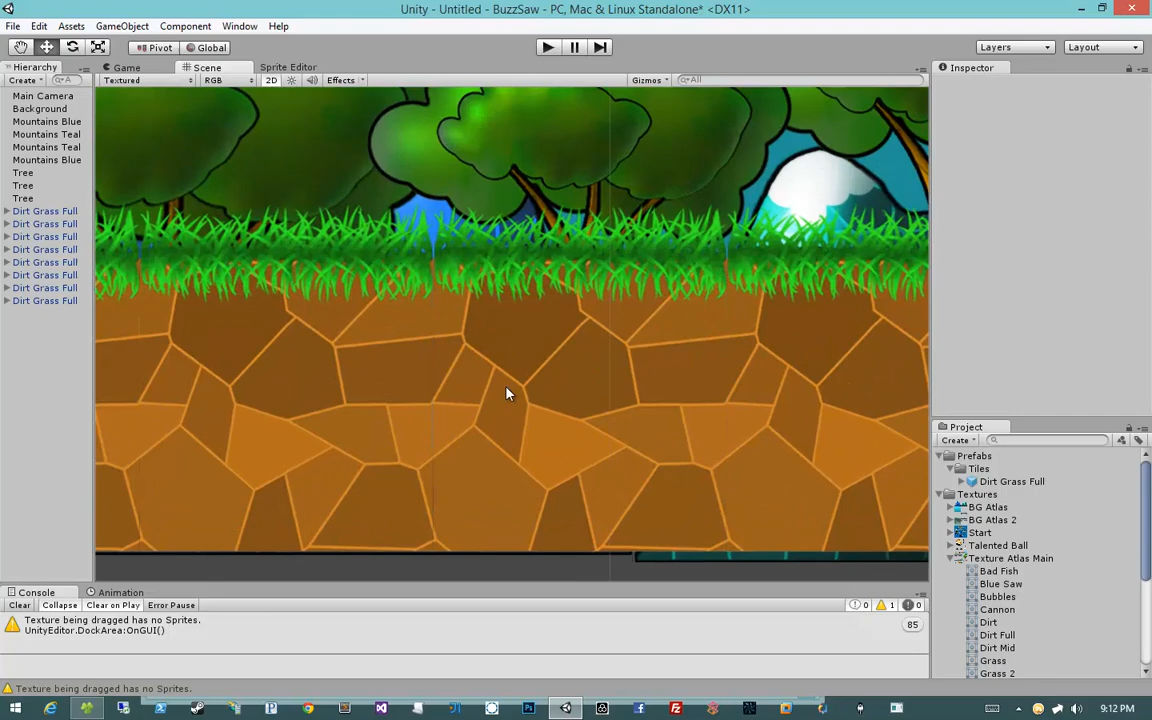 Unity - Untitled - BuzzSaw - PC, Mac & Linux Standalone* <DX11>
File Edit Assets GameObject Component Window Help
Pivot Global Layers Layout
Hierarchy Game Scene Sprite Editor Inspector
Create All Textured RGB 2D Effects Gizmos All
Main Camera
Background
Mountains Blue
Mountains Teal
Mountains Teal
Mountains Blue
Tree
Tree
Tree
Dirt Grass Full
Dirt Grass Full
Dirt Grass Full
Dirt Grass Full
Dirt Grass Full
Dirt Grass Full
Dirt Grass Full
Dirt Grass Full
Project
Create
Prefabs
Tiles
Dirt Grass Full
Textures
BG Atlas
BG Atlas 2
Start
Talented Ball
Texture Atlas Main
Bad Fish
Blue Saw
Bubbles
Cannon
Dirt
Dirt Full
Dirt Mid
Grass
Grass 2
Console Animation
Clear Collapse Clear on Play Error Pause 0 1 0
Texture being dragged has no Sprites.
UnityEditor.DockArea:OnGUI()
85
Texture being dragged has no Sprites.
9:12 PM